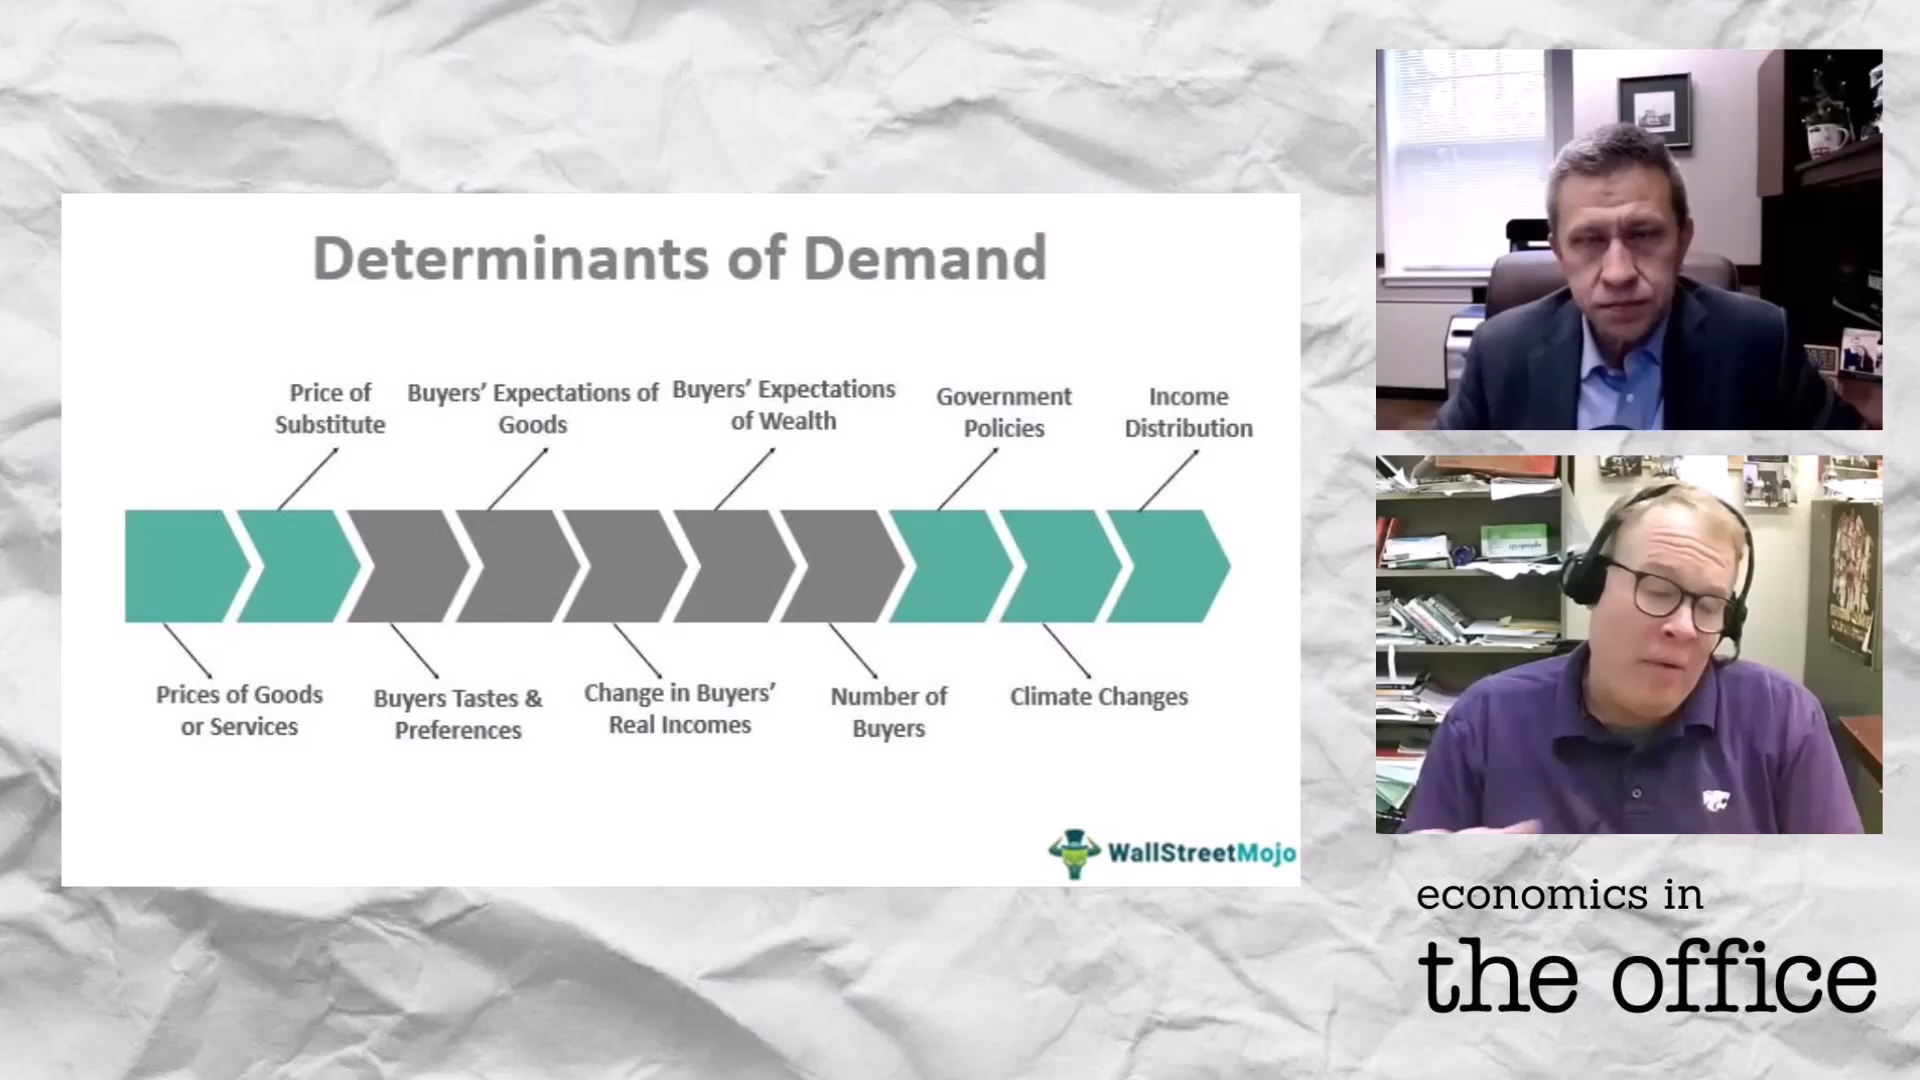 Determinants of Demand
Price of
Substitute
Buyers’ Expectations of
Goods
Buyers’ Expectations
of Wealth
Government
Policies
Income
Distribution
Prices of Goods
or Services
Buyers Tastes &
Preferences
Change in Buyers’
Real Incomes
Number of
Buyers
Climate Changes
WallStreetMojo
economics in
the office